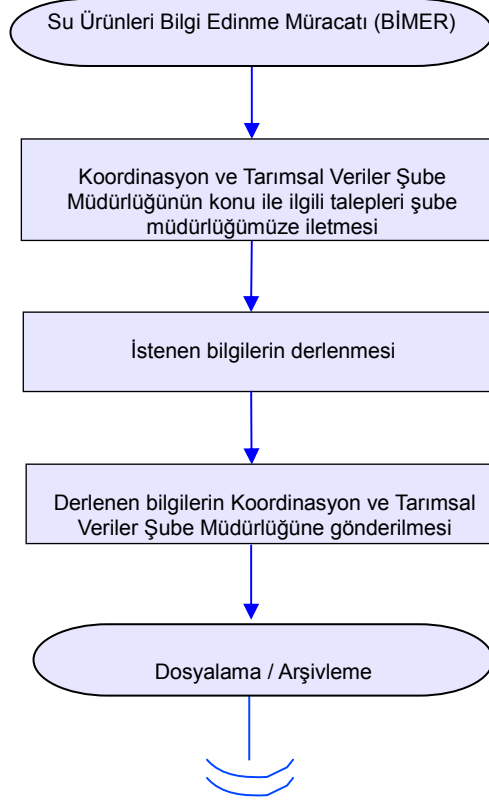 Su Ürünleri Bilgi Edinme Müracatı (BİMER)
Koordinasyon ve Tarımsal Veriler Şube
Müdürlüğünün konu ile ilgili talepleri şube
müdürlüğümüze iletmesi
İstenen bilgilerin derlenmesi
Derlenen bilgilerin Koordinasyon ve Tarımsal
Veriler Şube Müdürlüğüne gönderilmesi
Dosyalama / Arşivleme